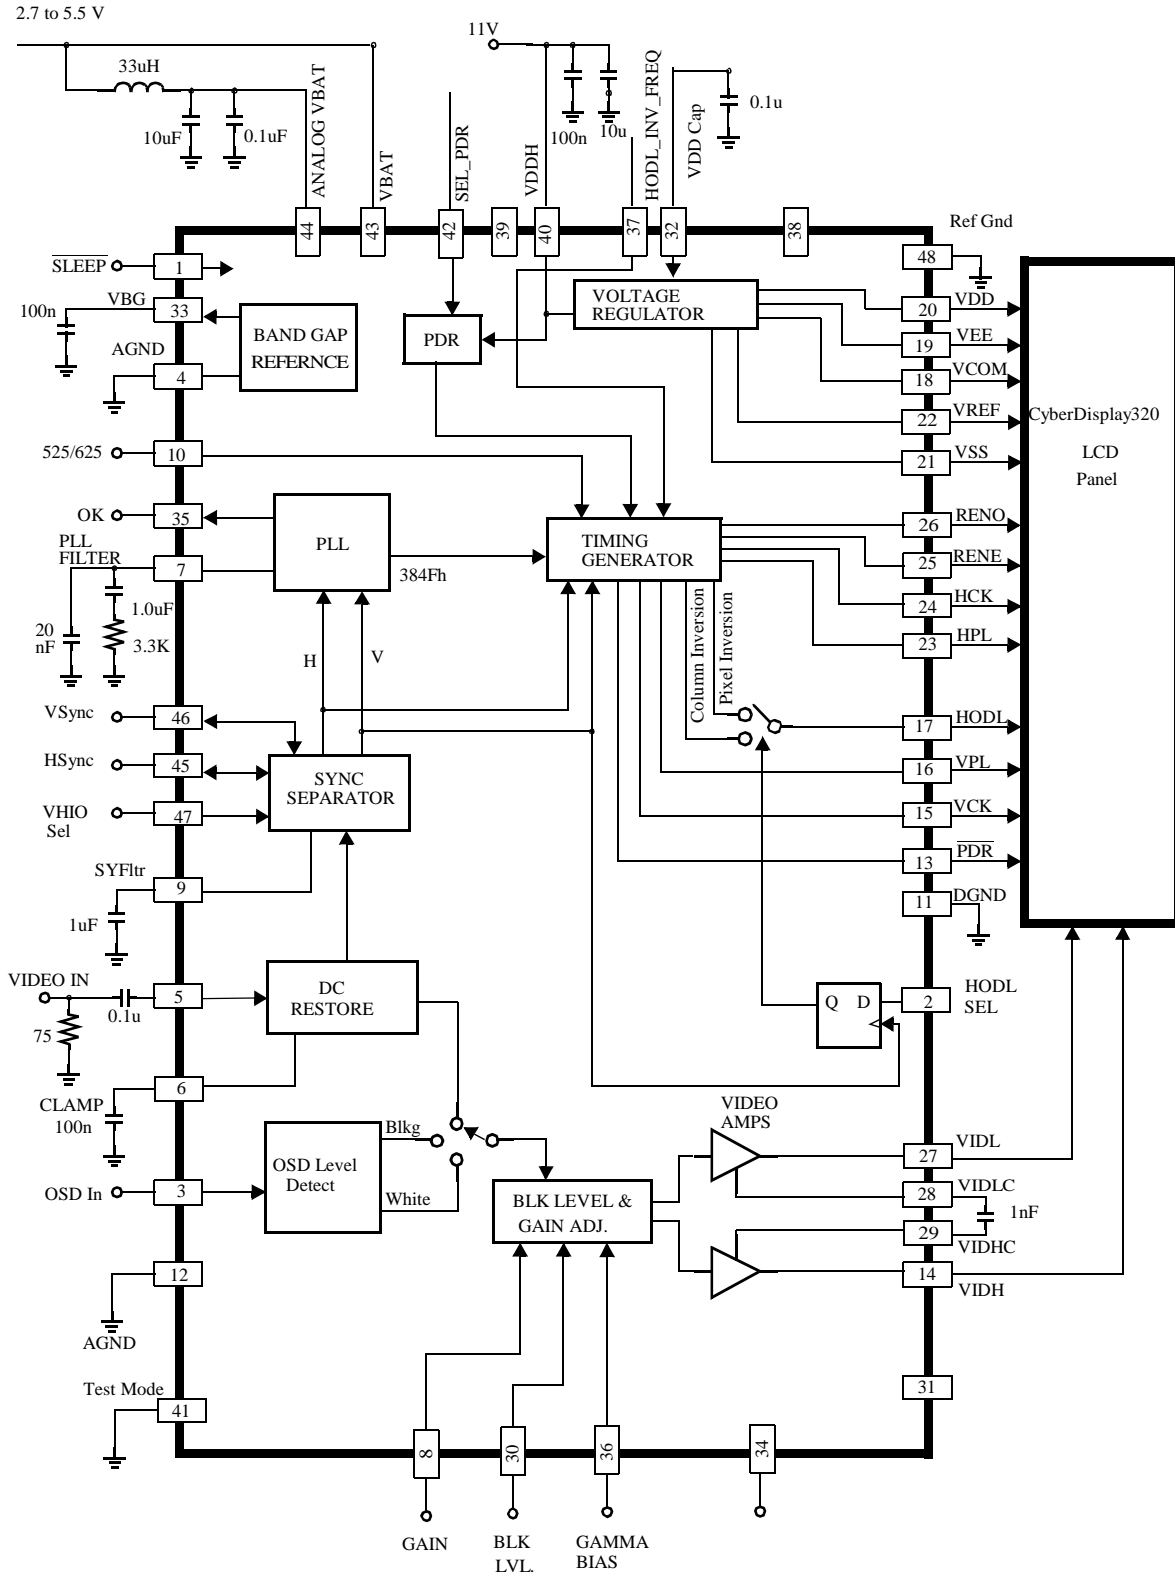 2.7 to 5.5 V
11V
33uH
10uF
0.1uF
ANALOG VBAT
VBAT
SEL_PDR
VDDH
100n
10u
HODL_INV_FREQ
VDD Cap
0.1u
44
43
42
39
40
37
32
38
Ref Gnd
48
SLEEP
1
VBG
33
100n
BAND GAP
REFERNCE
AGND
4
PDR
VOLTAGE
REGULATOR
20
VDD
19
VEE
18
VCOM
22
VREF
21
VSS
CyberDisplay320
LCD
Panel
525/625
10
OK
35
PLL
FILTER
7
1.0uF
20
nF
3.3K
PLL
384Fh
TIMING
GENERATOR
26
RENO
25
RENE
24
HCK
23
HPL
H
V
Column Inversion
Pixel Inversion
VSync
46
HSync
45
VHIO
Sel
47
SYNC
SEPARATOR
17
HODL
16
VPL
15
VCK
13
PDR
11
DGND
SYFltr
9
1uF
VIDEO IN
5
0.1u
75
DC
RESTORE
Q
D
2
HODL
SEL
6
CLAMP
100n
OSD Level
Detect
Blkg
White
OSD In
3
BLK LEVEL &
GAIN ADJ.
VIDEO
AMPS
27
VIDL
28
VIDLC
1nF
29
VIDHC
14
VIDH
12
AGND
Test Mode
41
31
8
30
36
34
GAIN
BLK
LVL.
GAMMA
BIAS